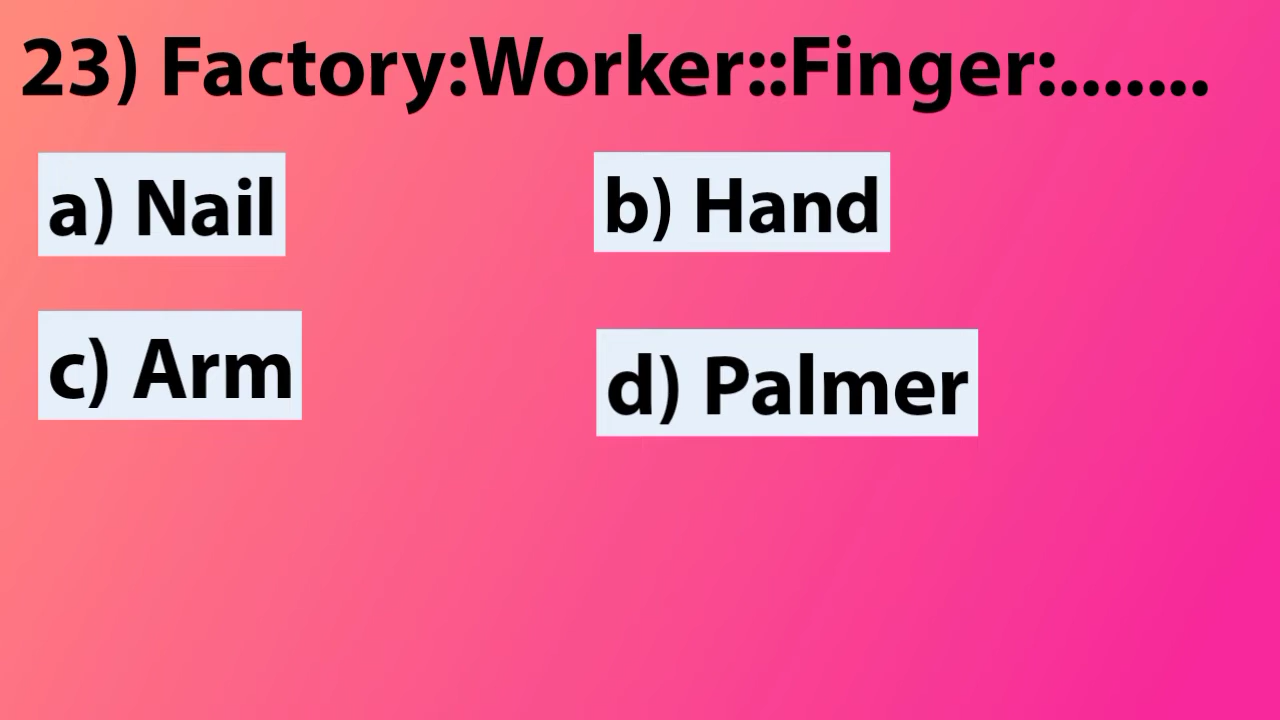 23) Factory:Worker::Finger:.......
a) Nail
b) Hand
c) Arm
d) Palmer